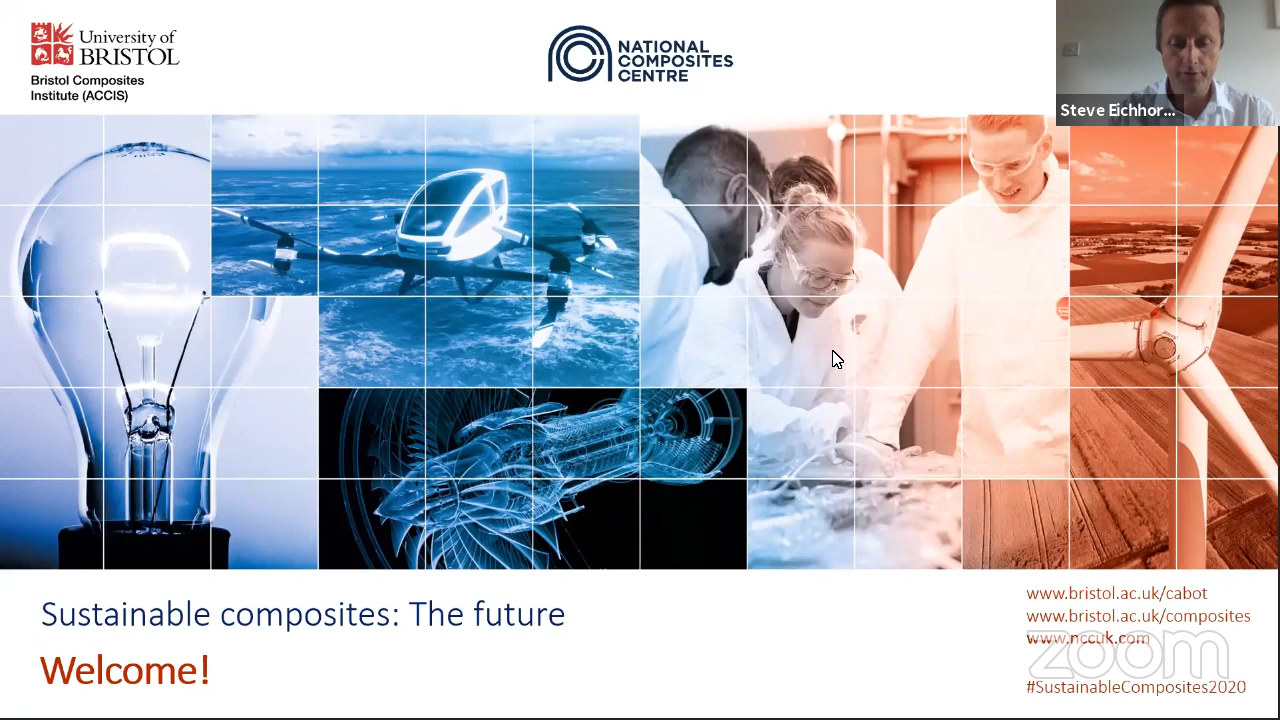 University of
BRISTOL
Bristol Composites
Institute (ACCIS)
NATIONAL
COMPOSITES
CENTRE
Steve Eichhor...
Sustainable composites: The future
Welcome!
www.bristol.ac.uk/cabot
www.bristol.ac.uk/composites
www.nccuk.com
zoom
#SustainableComposites2020